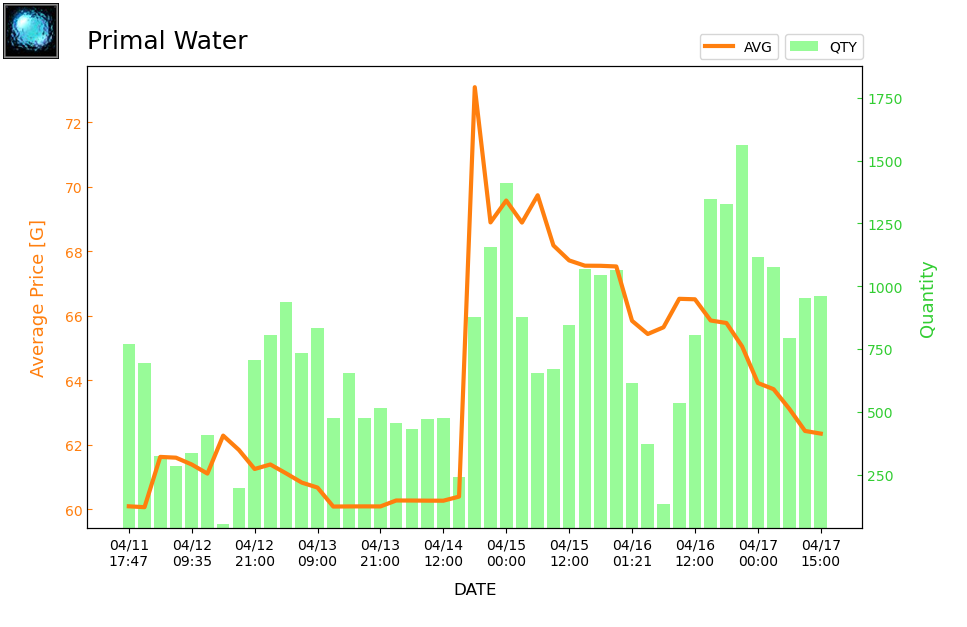 Primal Water
AVG QTY
Average Price [G]
72
70
68
66
64
62
60
1750
1500
1250
1000
750
500
250
Quantity
04/11 04/12 04/12 04/13 04/13 04/14 04/15 04/15 04/16 04/16 04/17 04/17
17:47 09:35 21:00 09:00 21:00 12:00 00:00 12:00 01:21 12:00 00:00 15:00
DATE